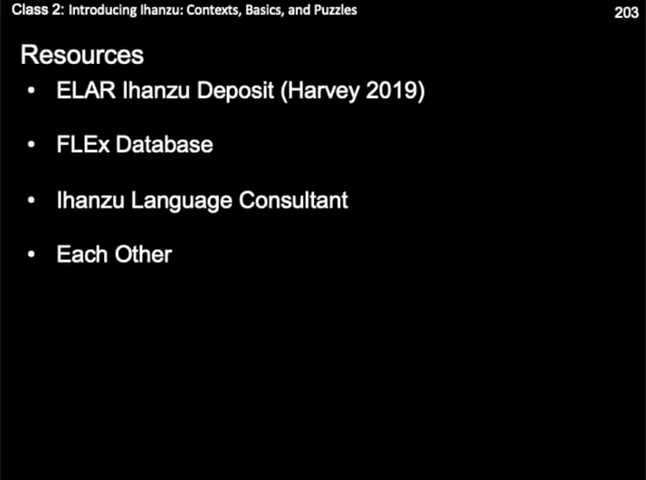 Class 2: Introducing Ihanzu: Contexts, Basics, and Puzzles
203
Resources
• ELAR Ihanzu Deposit (Harvey 2019)
• FLEx Database
• Ihanzu Language Consultant
• Each Other